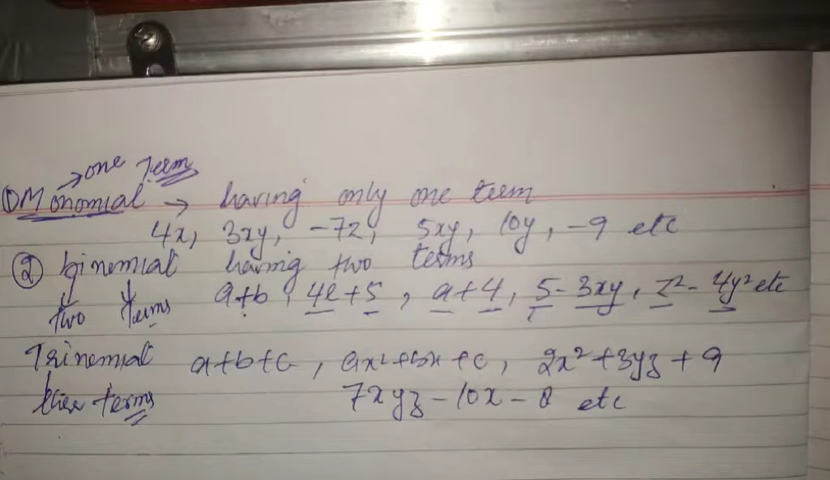 → one Term
① Monomial → having only one term
4x, 3xy, -7z, 5xy, 10y, -9 etc
② binomial having two terms
two terms a+b, 4l+5, a+4, 5-3xy, z²-4y² etc
Trinomial a+b+c, ax²+bx+c, 2x²+3yz+9
three terms 7xyz-10x-8 etc